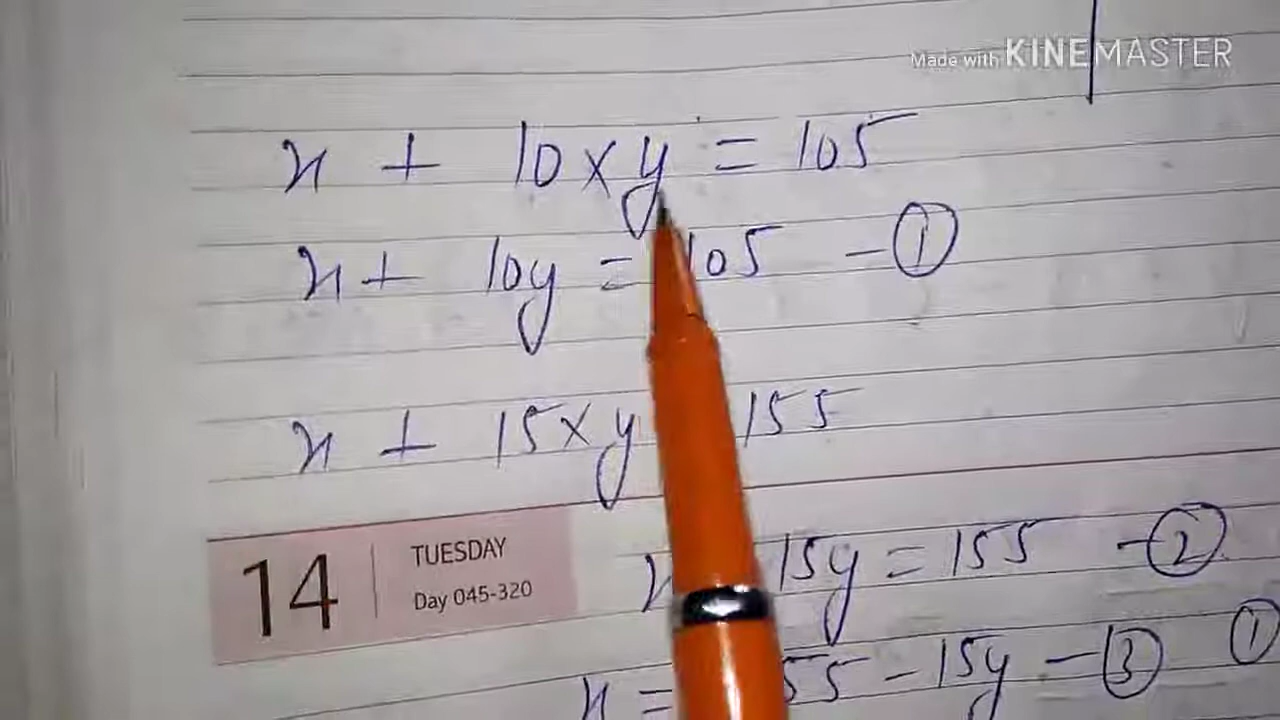 Made with KINEMASTER
x + 10 × y = 105
x + 10y = 105 - ①
x + 15 × y 155
14 TUESDAY
Day 045-320
x 15y = 155 - ②
x = 55 - 15y - ③ ①